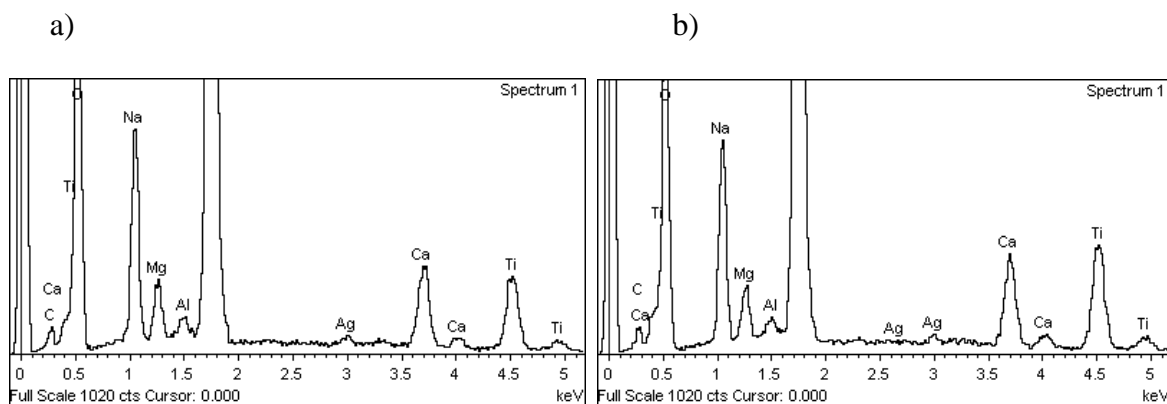 a)
b)
Spectrum 1
O
Na
Ti
Mg
Ca
Ca
Ti
C
Al
Ag
Ca
Ti
0 0.5 1 1.5 2 2.5 3 3.5 4 4.5 5
Full Scale 1020 cts Cursor: 0.000 keV
Spectrum 1
O
Na
Ti
Mg
Ca
Ti
C
Ca
Al
Ag
Ag
Ca
Ti
0 0.5 1 1.5 2 2.5 3 3.5 4 4.5 5
Full Scale 1020 cts Cursor: 0.000 keV